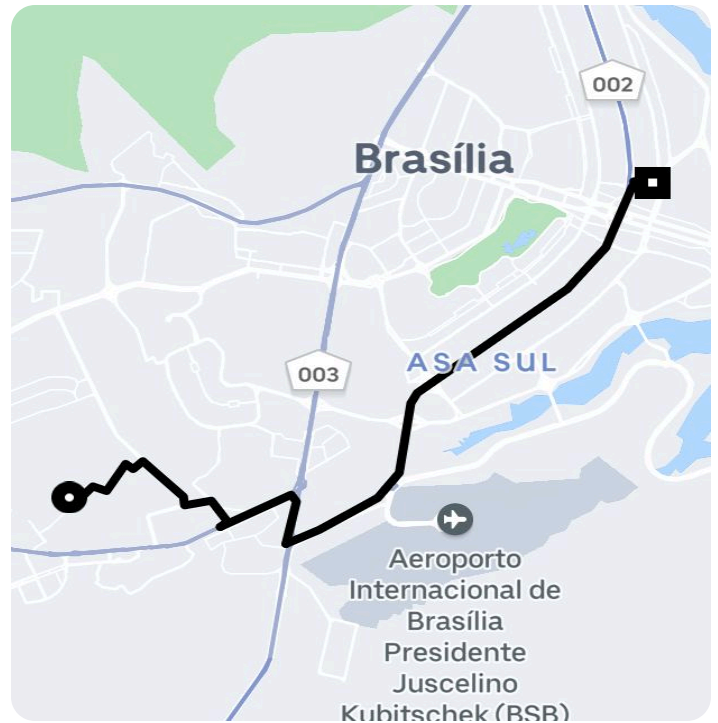 002
Brasília
003
ASA SUL
Aeroporto
Internacional de
Brasília
Presidente
Juscelino
Kubitschek (BSB)